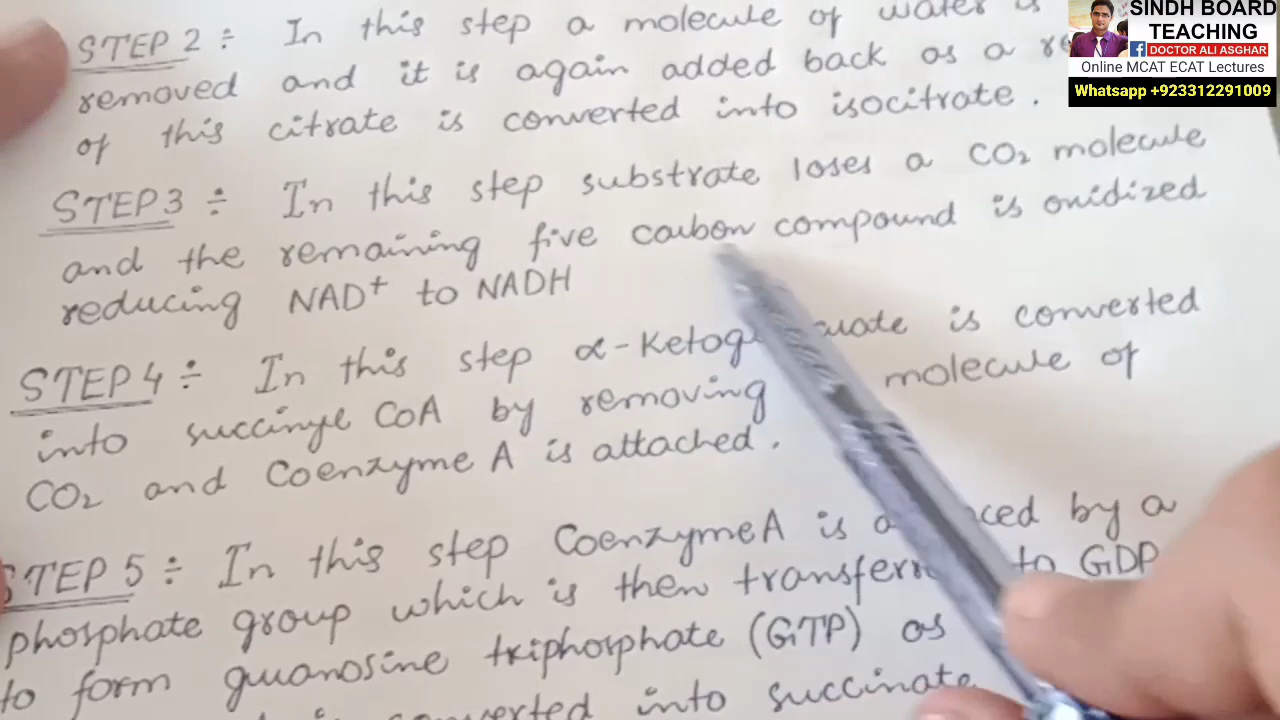 STEP 2 ÷ In this step a molecule of water is
removed and it is again added back as a
of this citrate is converted into isocitrate.
STEP 3 ÷ In this step substrate loses a CO₂ molecule
and the remaining five carbon compound is oxidized
reducing NAD⁺ to NADH
STEP 4 ÷ In this step α-Ketog uate is converted
into succinyl CoA by removing molecule of
CO₂ and Coenzyme A is attached.
STEP 5 ÷ In this step Coenzyme A is by a
phosphate group which is then to GDP
to form guanosine triphosphate (GTP) as
converted into succinate
SINDH BOARD
TEACHING
DOCTOR ALI ASGHAR
Online MCAT ECAT Lectures
Whatsapp +923312291009